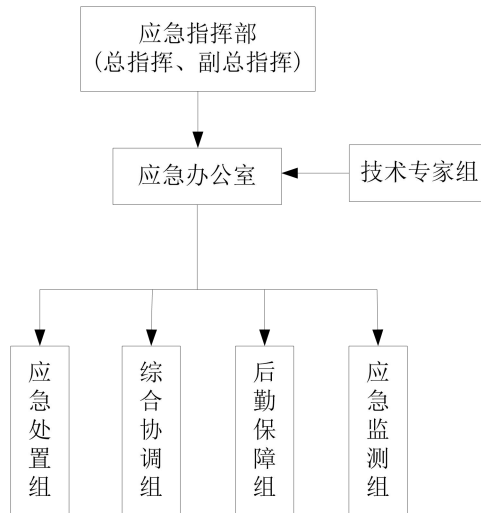 应急指挥部
(总指挥、副总指挥)
应急办公室
技术专家组
应急处置组
综合协调组
后勤保障组
应急监测组